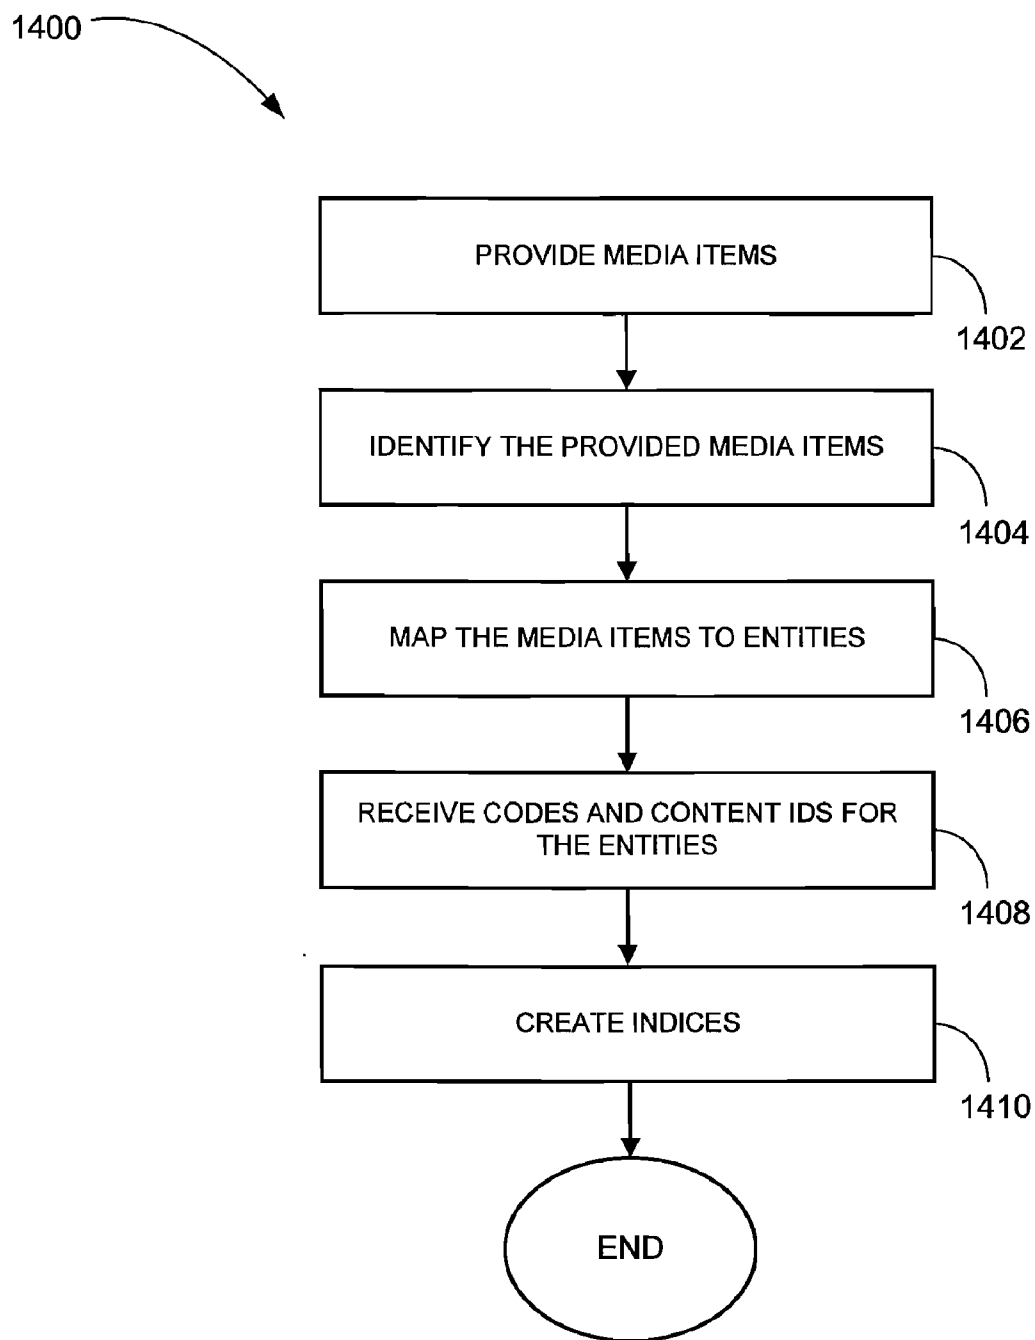 1400
PROVIDE MEDIA ITEMS
1402
IDENTIFY THE PROVIDED MEDIA ITEMS
1404
MAP THE MEDIA ITEMS TO ENTITIES
1406
RECEIVE CODES AND CONTENT IDS FOR
THE ENTITIES
1408
CREATE INDICES
1410
END